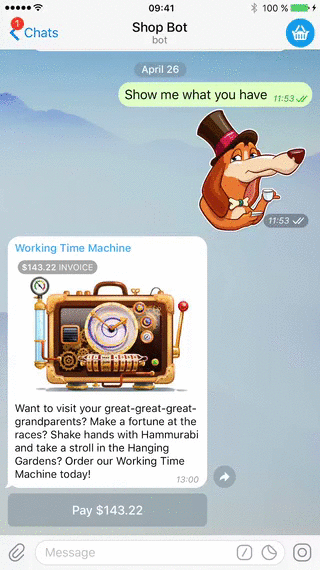 09:41
100 %
1
Chats
Shop Bot
bot
April 26
Show me what you have 11:53
11:53
Working Time Machine
$143.22 INVOICE
Want to visit your great-great-great-
grandparents? Make a fortune at the
races? Shake hands with Hammurabi
and take a stroll in the Hanging
Gardens? Order our Working Time
Machine today!
13:00
Pay $143.22
Message